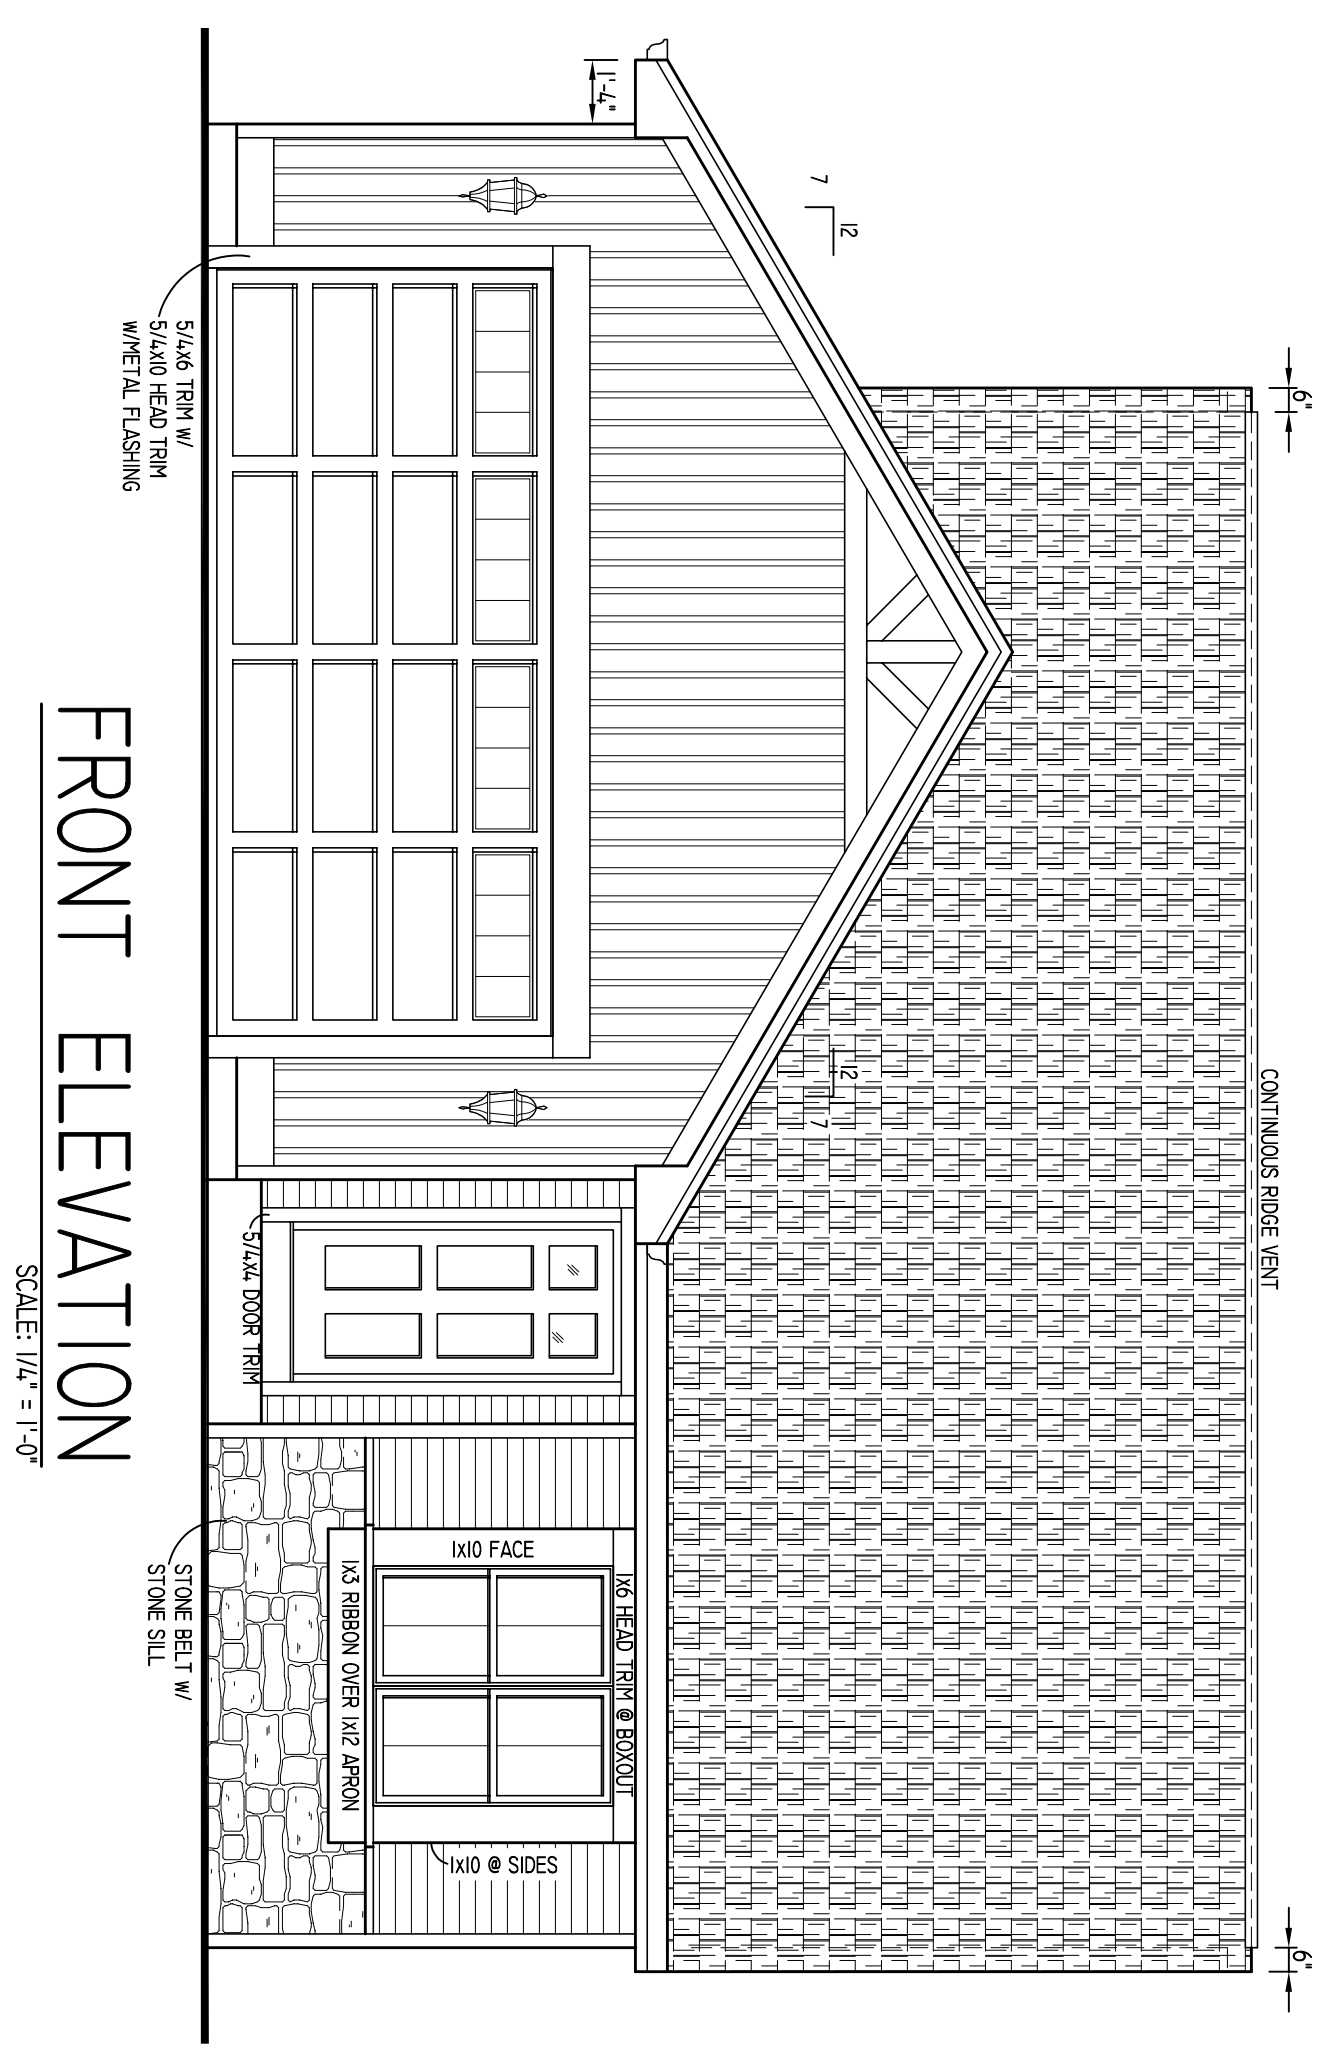 6"
CONTINUOUS RIDGE VENT
6"
12
7
12
7
1'-4"
1x6 HEAD TRIM @ BOXOUT
1x10 FACE
1x10 @ SIDES
1x3 RIBBON OVER 1x12 APRON
5/4x4 DOOR TRIM
5/4x6 TRIM W/
5/4x10 HEAD TRIM
W/METAL FLASHING
STONE BELT W/
STONE SILL
FRONT ELEVATION
SCALE: 1/4" = 1'-0"